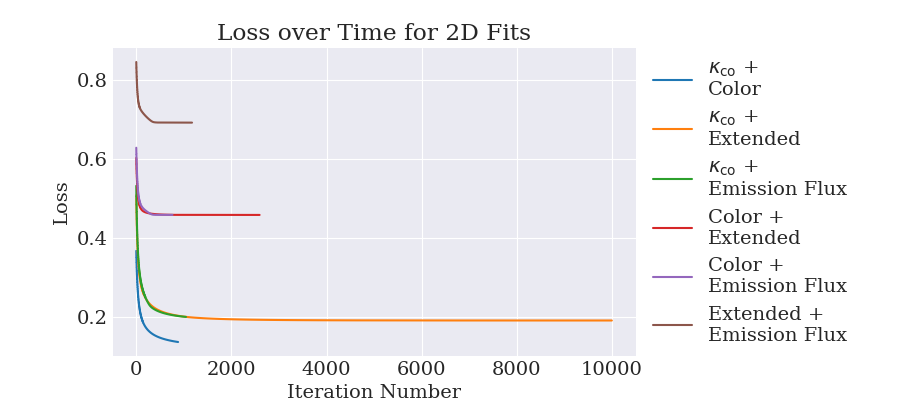 Loss over Time for 2D Fits
Loss
0.8
0.6
0.4
0.2
0 2000 4000 6000 8000 10000
Iteration Number
κco +
Color
κco +
Extended
κco +
Emission Flux
Color +
Extended
Color +
Emission Flux
Extended +
Emission Flux